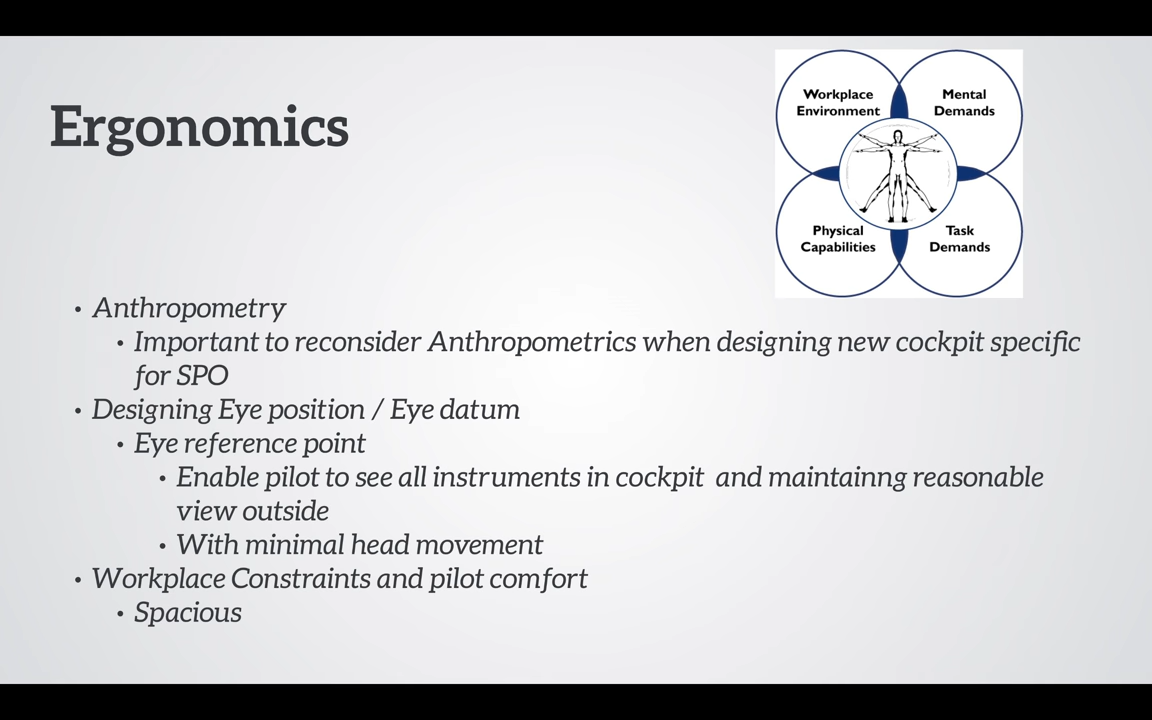 Ergonomics
Workplace
Environment
Mental
Demands
Physical
Capabilities
Task
Demands
• Anthropometry
• Important to reconsider Anthropometrics when designing new cockpit specific
for SPO
• Designing Eye position / Eye datum
• Eye reference point
• Enable pilot to see all instruments in cockpit and maintainng reasonable
view outside
• With minimal head movement
• Workplace Constraints and pilot comfort
• Spacious